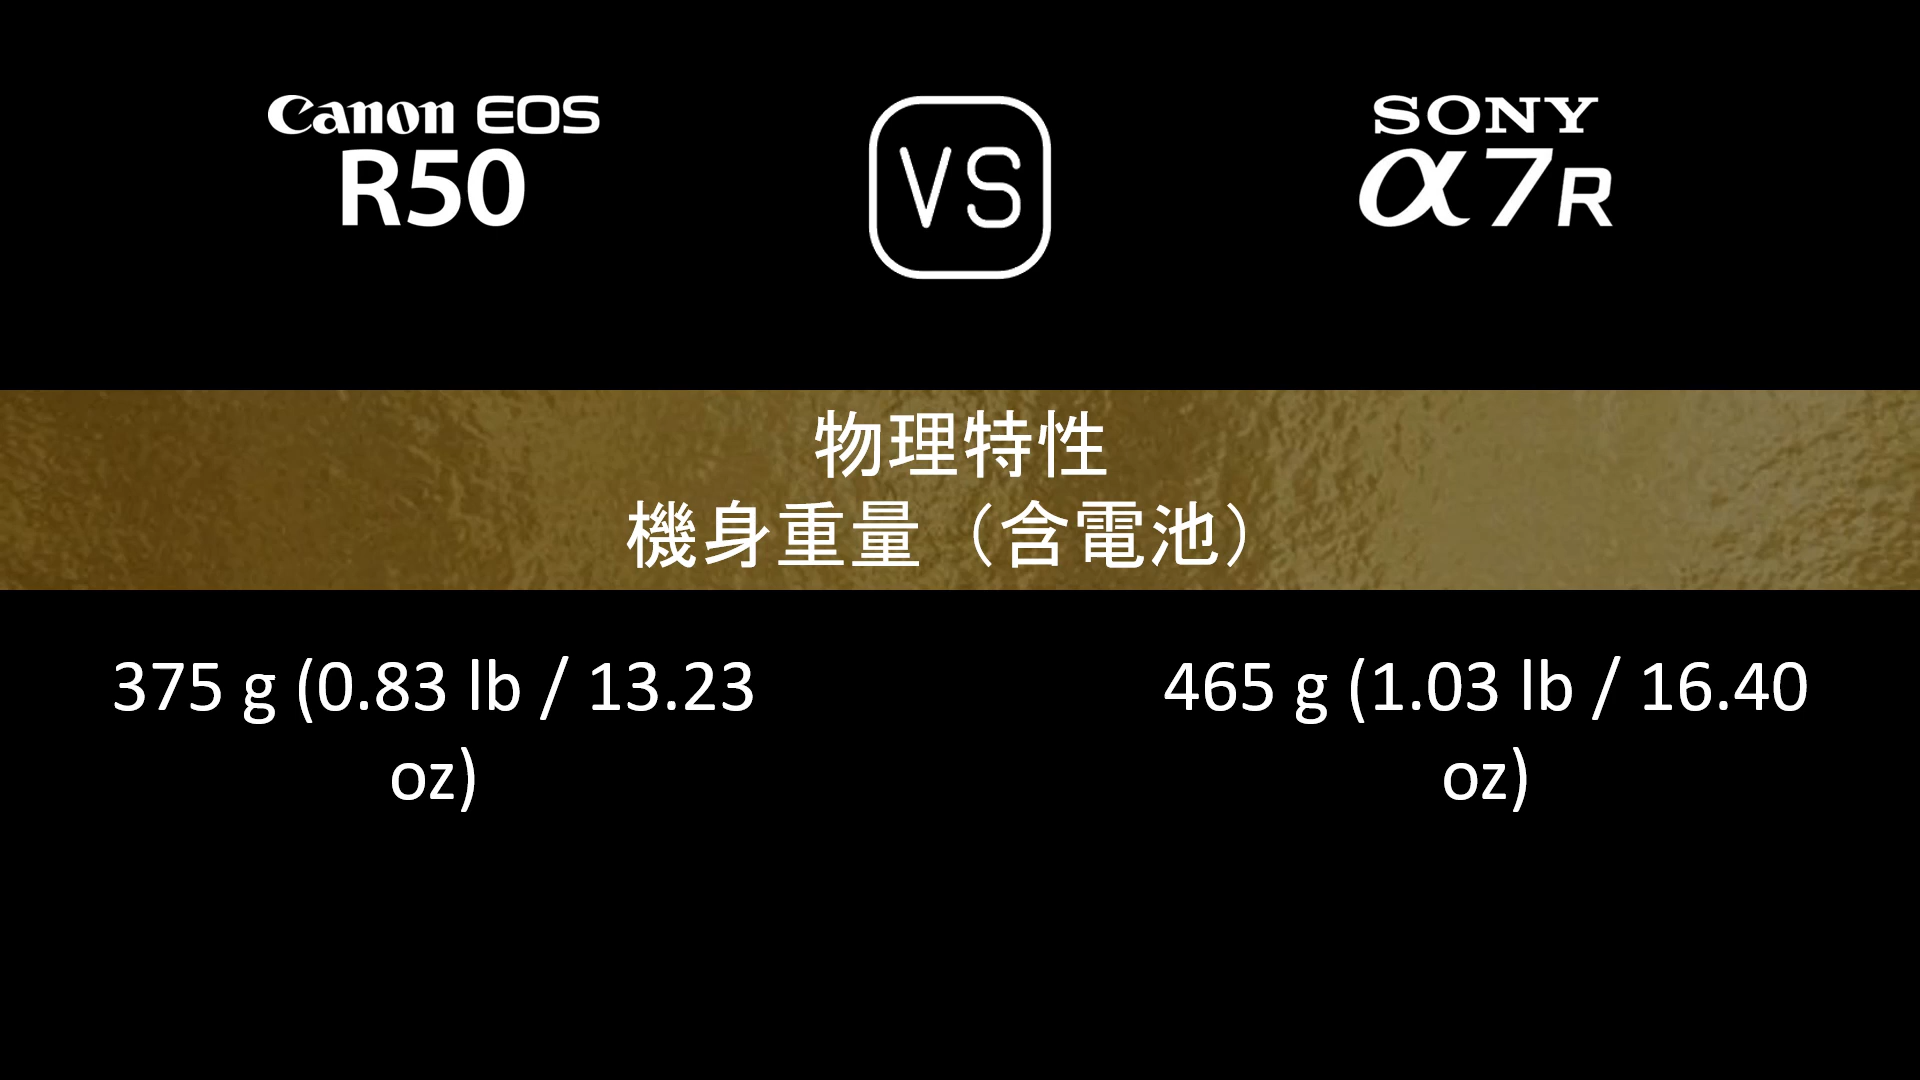 Canon EOS
R50
VS
SONY
α7R
物理特性
機身重量（含電池）
375 g (0.83 lb / 13.23
oz)
465 g (1.03 lb / 16.40
oz)